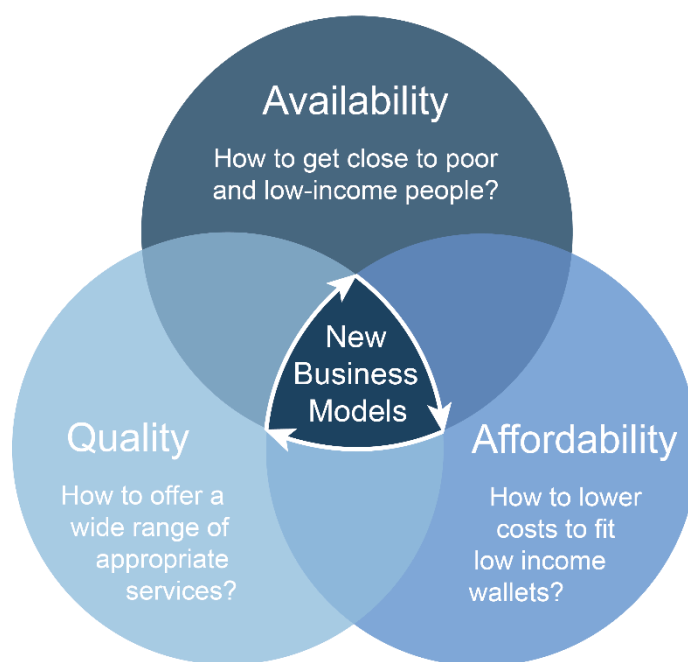 Availability
How to get close to poor
and low-income people?
New
Business
Models
Quality
How to offer a
wide range of
appropriate
services?
Affordability
How to lower
costs to fit
low income
wallets?